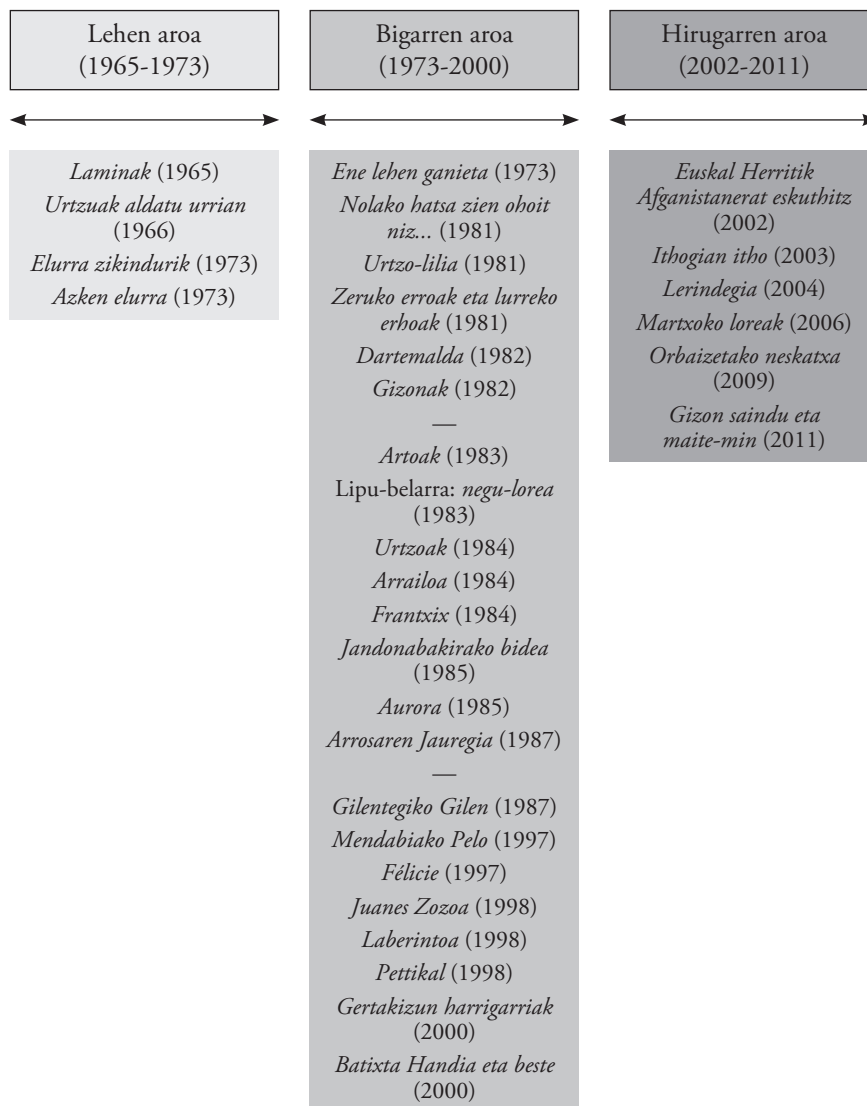 Lehen aroa
(1965-1973)
Laminak (1965)
Urtzuak aldatu urrian
(1966)
Elurra zikindurik (1973)
Azken elurra (1973)
Bigarren aroa
(1973-2000)
Ene lehen ganieta (1973)
Nolako hatsa zien ohoit
niz... (1981)
Urtzo-lilia (1981)
Zeruko erroak eta lurreko
erhoak (1981)
Dartemalda (1982)
Gizonak (1982)
—
Artoak (1983)
Lipu-belarra: negu-lorea
(1983)
Urtzoak (1984)
Arrailoa (1984)
Frantxix (1984)
Jandonabakirako bidea
(1985)
Aurora (1985)
Arrosaren Jauregia (1987)
—
Gilentegiko Gilen (1987)
Mendabiako Pelo (1997)
Félicie (1997)
Juanes Zozoa (1998)
Laberintoa (1998)
Pettikal (1998)
Gertakizun harrigarriak
(2000)
Batixta Handia eta beste
(2000)
Hirugarren aroa
(2002-2011)
Euskal Herritik
Afganistanerat eskuthitz
(2002)
Ithogian itho (2003)
Lerindegia (2004)
Martxoko loreak (2006)
Orbaizetako neskatxa
(2009)
Gizon saindu eta
maite-min (2011)